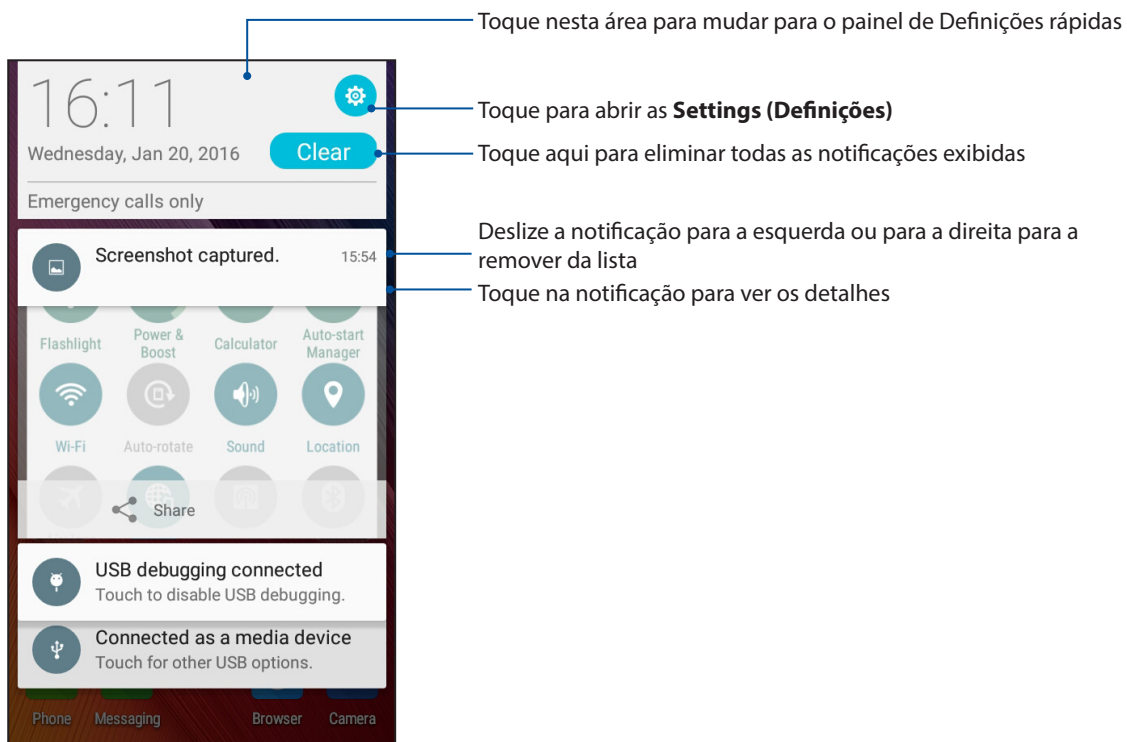 Toque nesta área para mudar para o painel de Definições rápidas
16:11
Toque para abrir as Settings (Definições)
Wednesday, Jan 20, 2016
Clear
Toque aqui para eliminar todas as notificações exibidas
Emergency calls only
Screenshot captured.
15:54
Deslize a notificação para a esquerda ou para a direita para a
remover da lista
Toque na notificação para ver os detalhes
Flashlight
Power &
Boost
Calculator
Auto-start
Manager
Wi-Fi
Auto-rotate
Sound
Location
Share
USB debugging connected
Touch to disable USB debugging.
Connected as a media device
Touch for other USB options.
Phone
Messaging
Browser
Camera